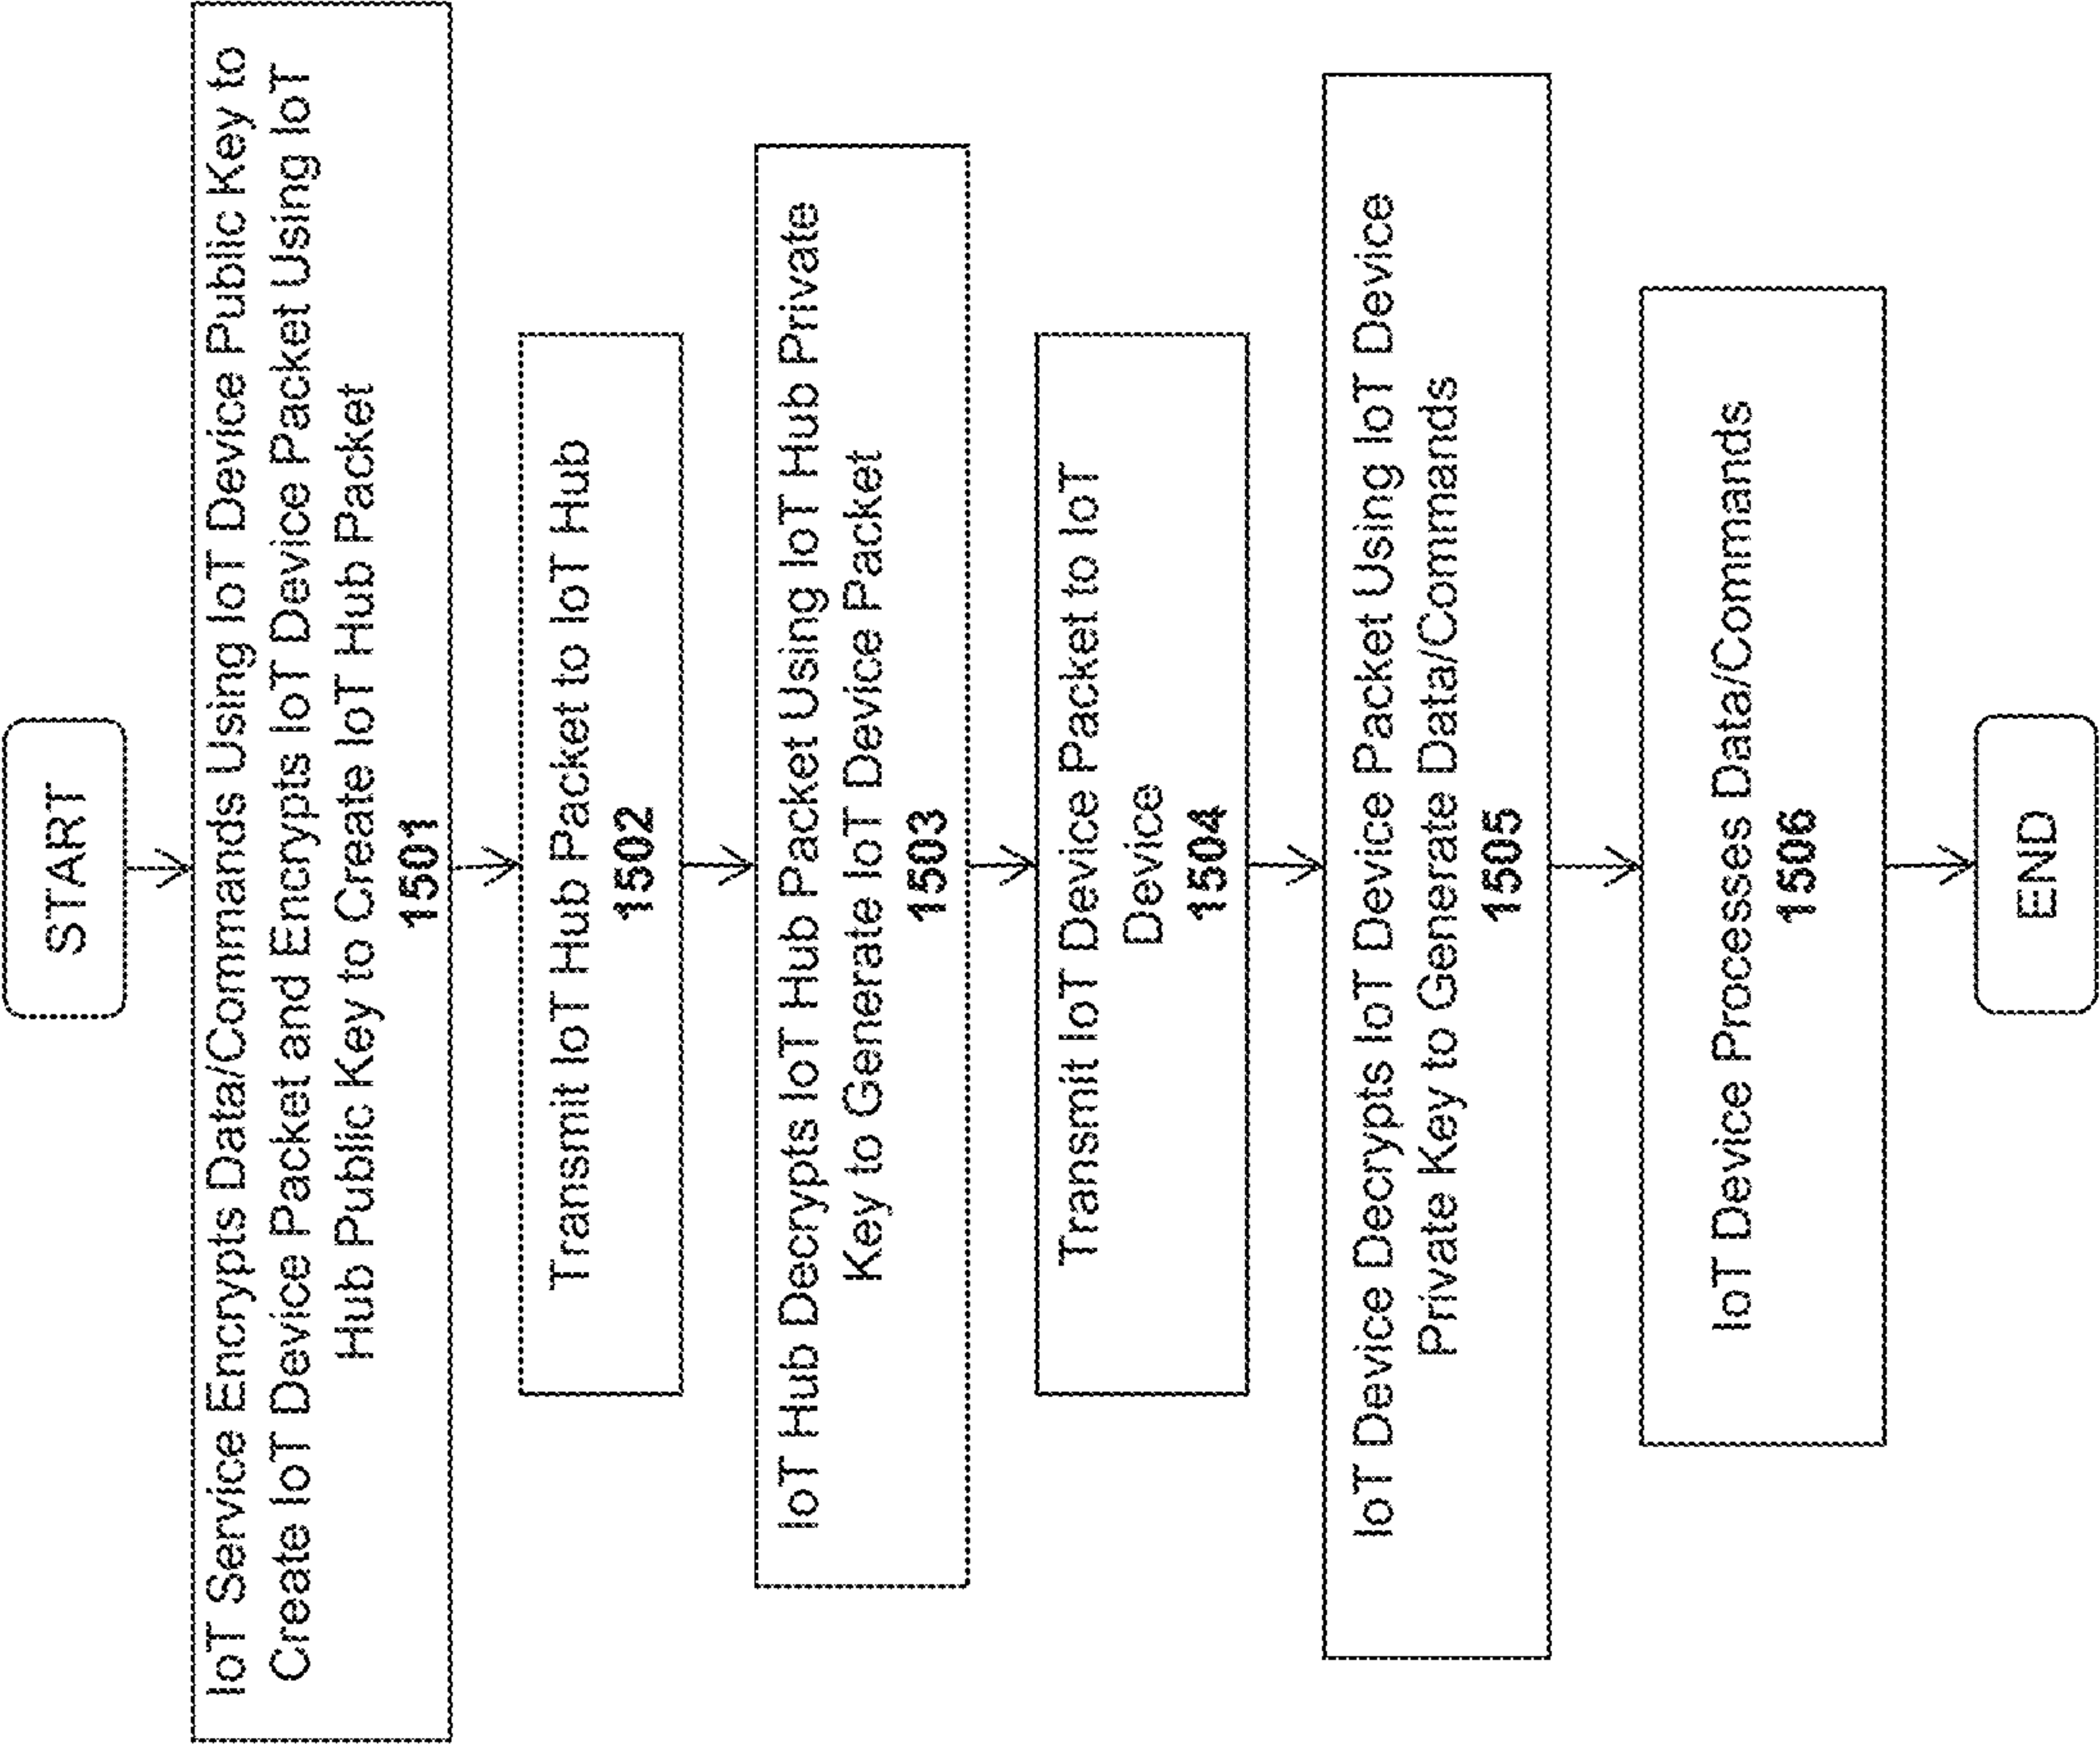 START
IoT Service Encrypts Data/Commands Using IoT Device Public Key to
Create IoT Device Packet and Encrypts IoT Device Packet Using IoT
Hub Public Key to Create IoT Hub Packet
1501
Transmit IoT Hub Packet to IoT Hub
1502
IoT Hub Decrypts IoT Hub Packet Using IoT Hub Private
Key to Generate IoT Device Packet
1503
Transmit IoT Device Packet to IoT
Device
1504
IoT Device Decrypts IoT Device Packet Using IoT Device
Private Key to Generate Data/Commands
1505
IoT Device Processes Data/Commands
1506
END